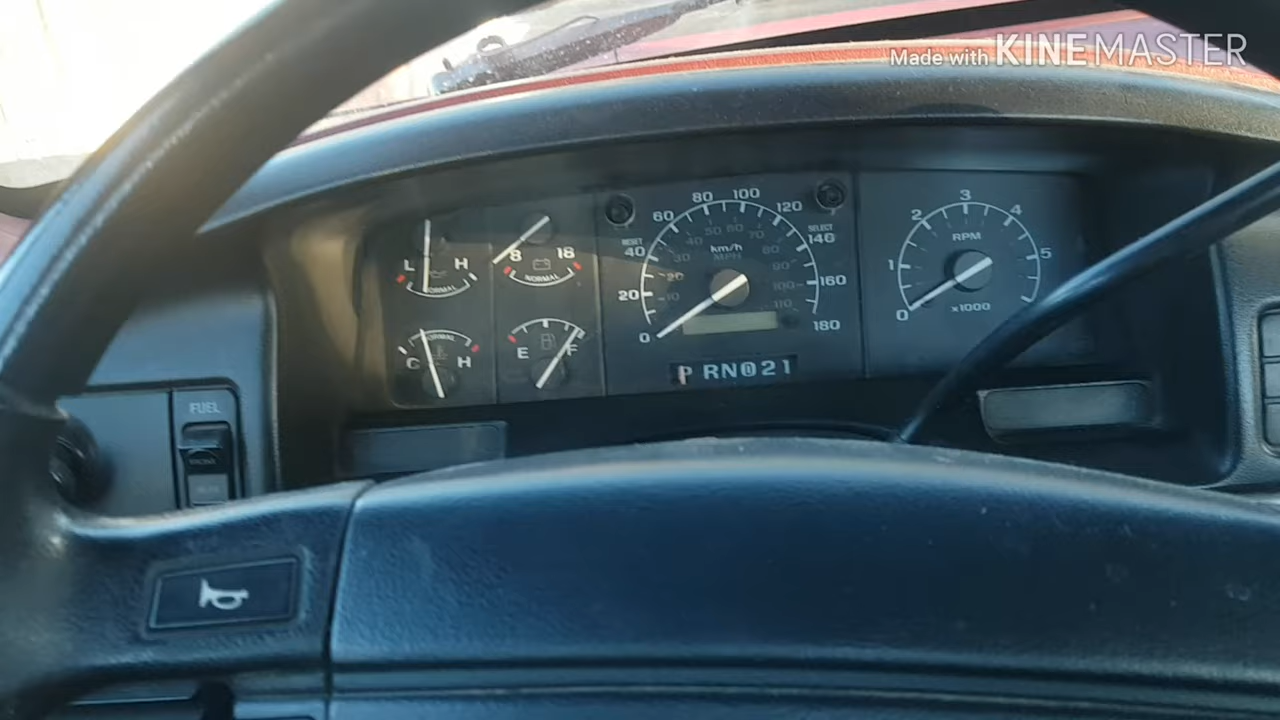 Made with KINEMASTER
80 100
60 120
RESET 40 SELECT 140
50 60
40 70
30 80
km/h
MPH
20 90
20 160
10 100
110
0 180
L H
NORMAL
8 18
NORMAL
NORMAL
C H
E F
3
2 4
RPM
1 5
0 x1000
P R N D 2 1
FUEL
FRONT